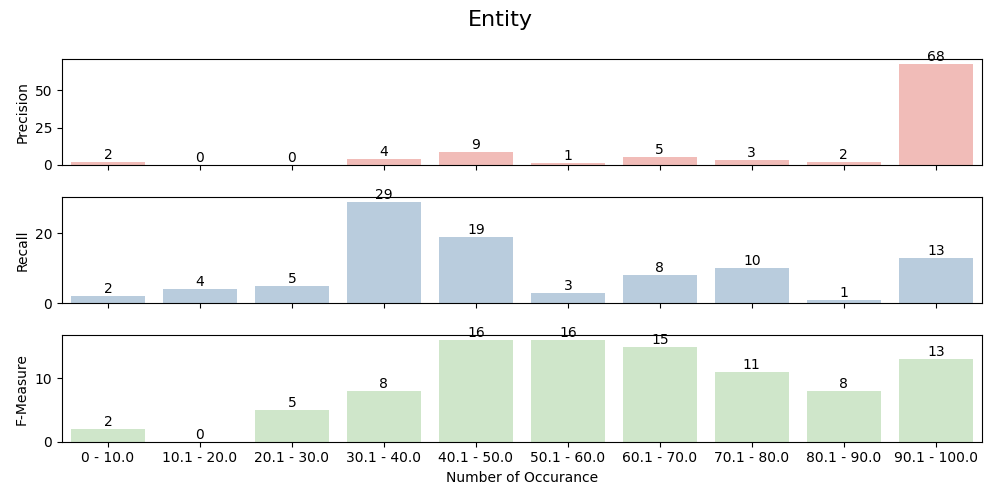 Entity
Precision
50
25
0
2 0 0 4 9 1 5 3 2 68
Recall
20
0
2 4 5 29 19 3 8 10 1 13
F-Measure
10
0
2 0 5 8 16 16 15 11 8 13
0 - 10.0 10.1 - 20.0 20.1 - 30.0 30.1 - 40.0 40.1 - 50.0 50.1 - 60.0 60.1 - 70.0 70.1 - 80.0 80.1 - 90.0 90.1 - 100.0
Number of Occurance